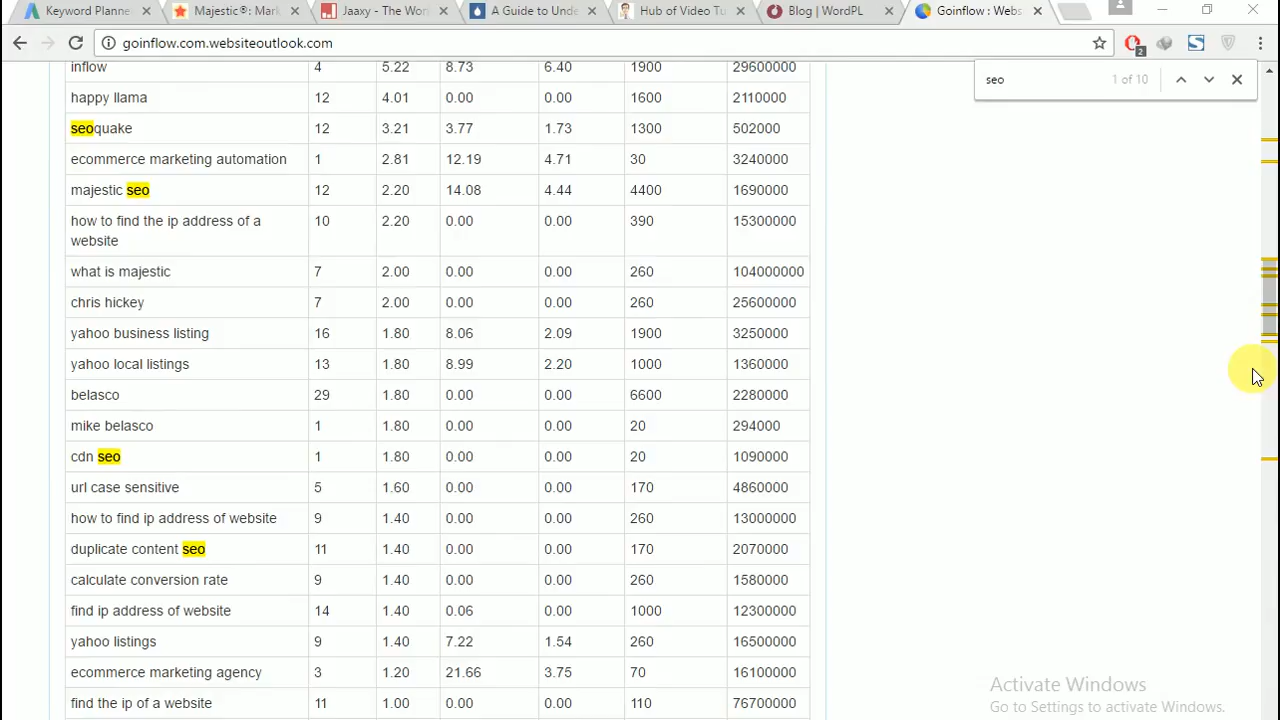 Keyword Planner
Majestic®: Mark
Jaaxy - The Wor
A Guide to Unde
Hub of Video Tu
Blog | WordPL
Goinflow : Webs
goinflow.com.websiteoutlook.com
2
seo 1 of 10
inflow 4 5.22 8.73 6.40 1900 29600000
happy llama 12 4.01 0.00 0.00 1600 2110000
seoquake 12 3.21 3.77 1.73 1300 502000
ecommerce marketing automation 1 2.81 12.19 4.71 30 3240000
majestic seo 12 2.20 14.08 4.44 4400 1690000
how to find the ip address of a 10 2.20 0.00 0.00 390 15300000
website
what is majestic 7 2.00 0.00 0.00 260 104000000
chris hickey 7 2.00 0.00 0.00 260 25600000
yahoo business listing 16 1.80 8.06 2.09 1900 3250000
yahoo local listings 13 1.80 8.99 2.20 1000 1360000
belasco 29 1.80 0.00 0.00 6600 2280000
mike belasco 1 1.80 0.00 0.00 20 294000
cdn seo 1 1.80 0.00 0.00 20 1090000
url case sensitive 5 1.60 0.00 0.00 170 4860000
how to find ip address of website 9 1.40 0.00 0.00 260 13000000
duplicate content seo 11 1.40 0.00 0.00 170 2070000
calculate conversion rate 9 1.40 0.00 0.00 260 1580000
find ip address of website 14 1.40 0.06 0.00 1000 12300000
yahoo listings 9 1.40 7.22 1.54 260 16500000
ecommerce marketing agency 3 1.20 21.66 3.75 70 16100000
find the ip of a website 11 1.00 0.00 0.00 110 76700000
Activate Windows
Go to Settings to activate Windows.